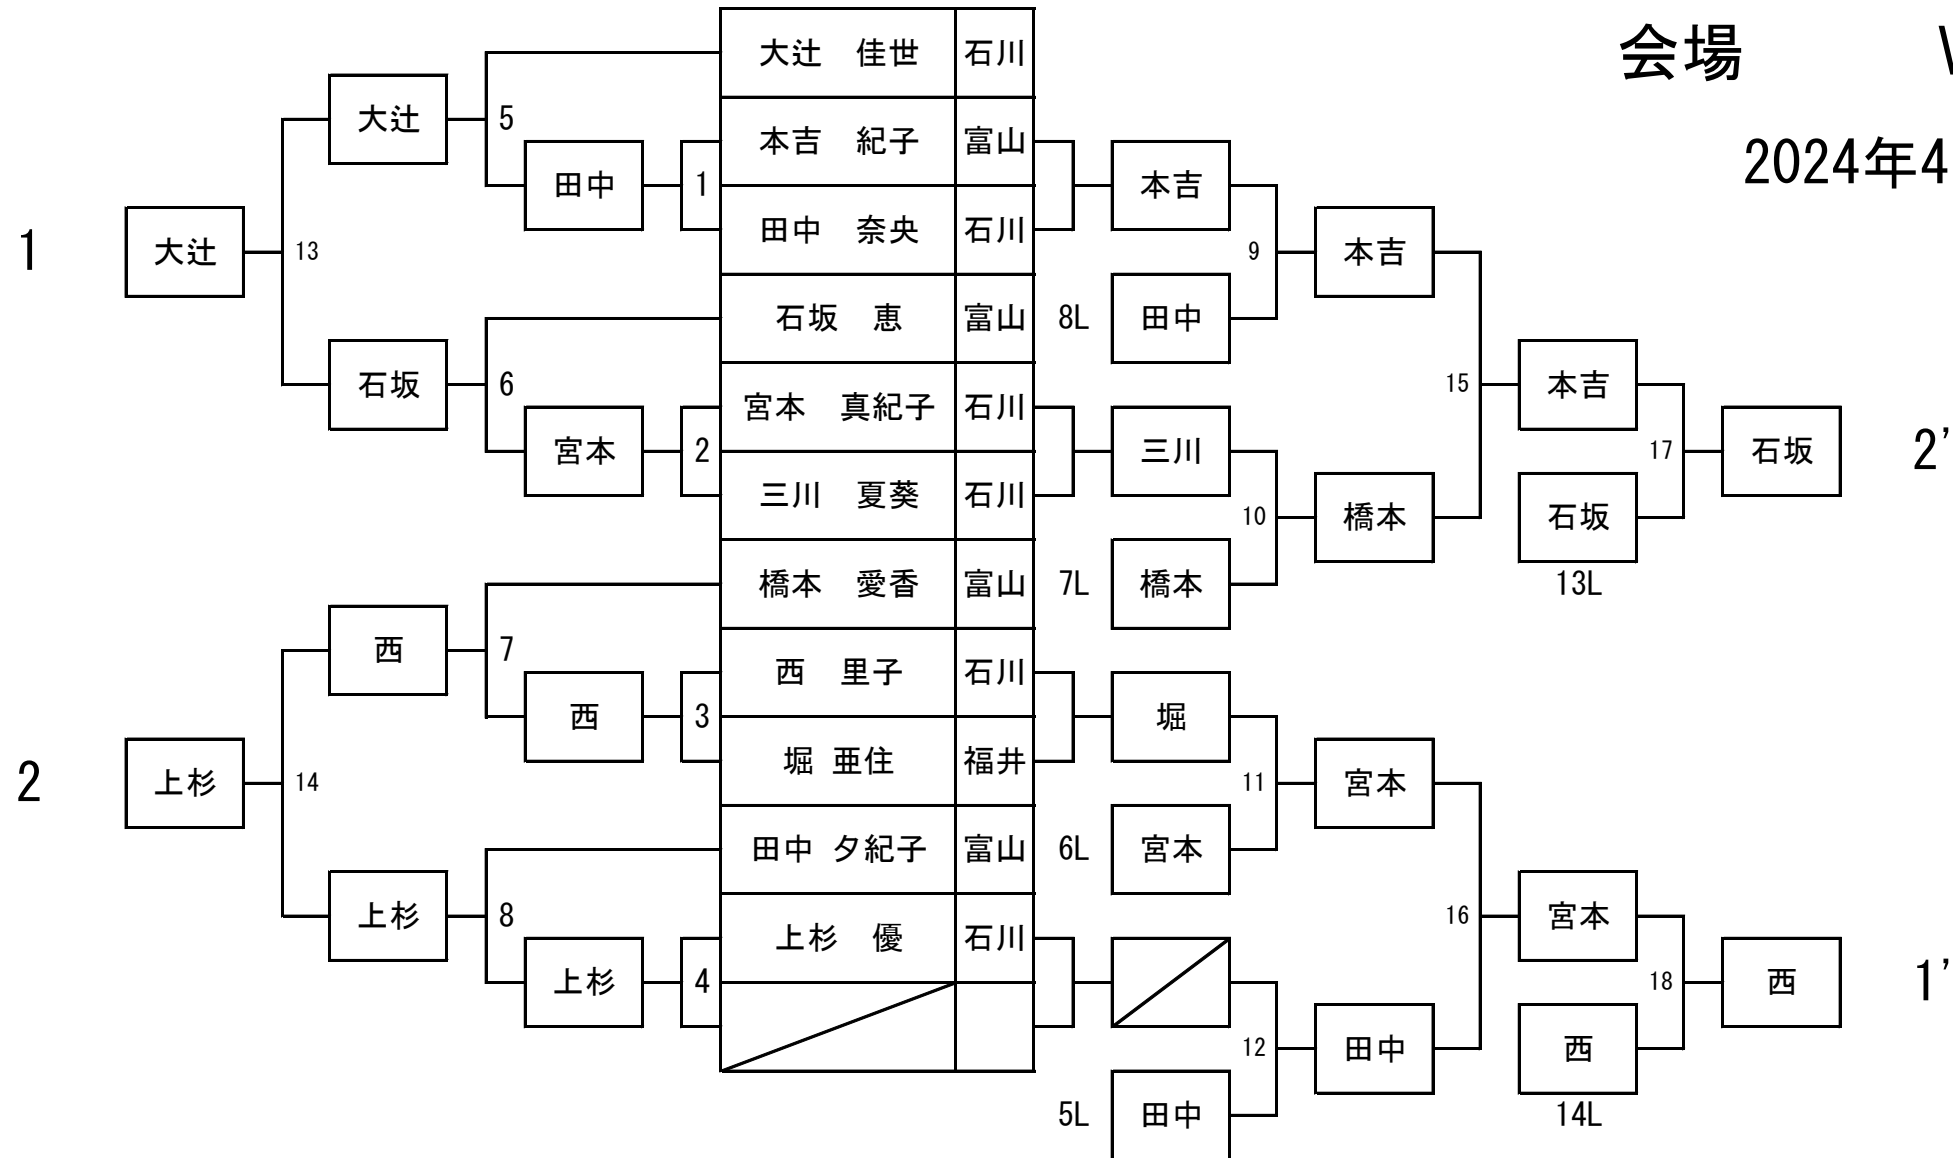 会場
2024年4
大辻 佳世 石川
本吉 紀子 富山
田中 奈央 石川
石坂 恵 富山
宮本 真紀子 石川
三川 夏葵 石川
橋本 愛香 富山
西 里子 石川
堀 亜住 福井
田中 夕紀子 富山
上杉 優 石川
1
大辻
13
大辻
5
田中
1
石坂
6
宮本
2
2
上杉
14
西
7
西
3
上杉
8
上杉
4
本吉
9
本吉
8L
田中
三川
10
橋本
7L
橋本
15
本吉
17
石坂
2'
石坂
13L
堀
11
宮本
6L
宮本
12
田中
5L
田中
16
宮本
18
西
1'
西
14L